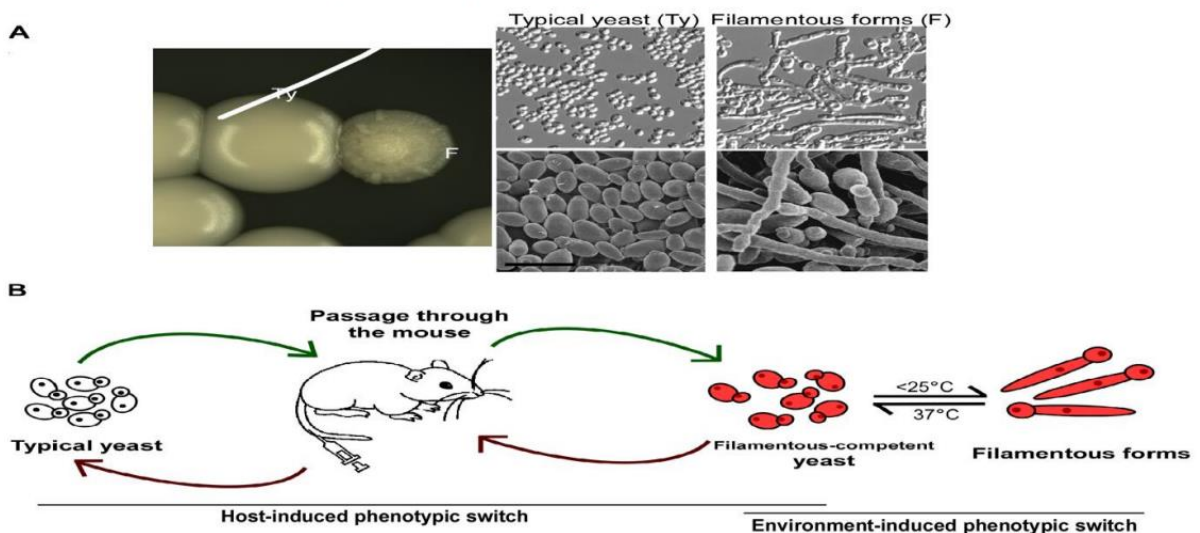 A
Typical yeast (Ty)
Filamentous forms (F)
Ty
F
B
Passage through
the mouse
Typical yeast
<25°C
37°C
Filamentous-competent
yeast
Filamentous forms
Host-induced phenotypic switch
Environment-induced phenotypic switch